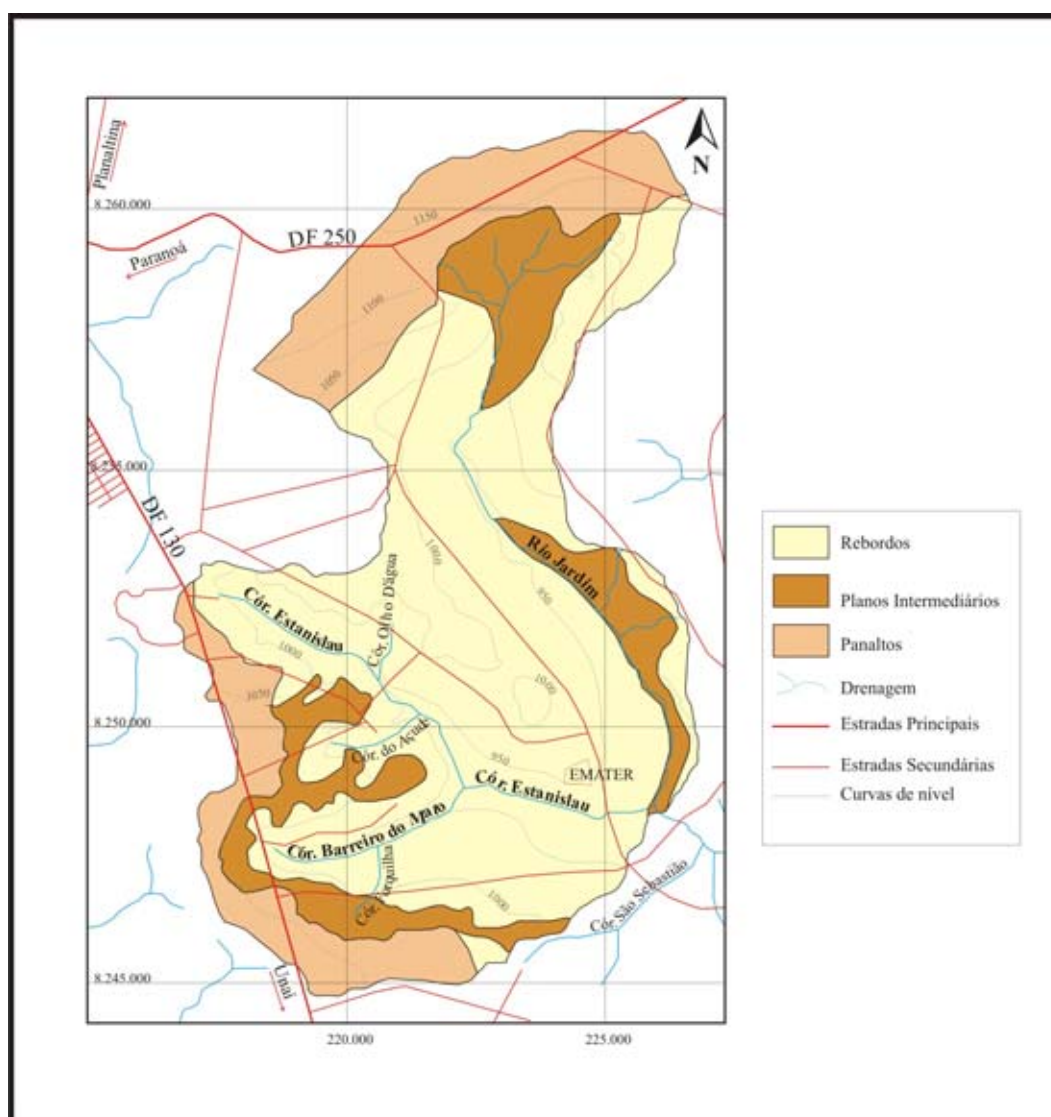 Planaltina
N
8.260.000
1150
DF 250
Paranoá
1100
1050
8.255.000
DF 130
Rio Jardim
1000
950
Cór. Olho D'água
Cór. Estanislau
1000
1050
1000
8.250.000
Cór. do Açude
950
EMATER
Cór. Estanislau
Cór. Barreiro do Mato
Cór. Forquilha
1000
Cór. São Sebastião
8.245.000
Unaí
220.000
225.000
Rebordos
Planos Intermediários
Panaltos
Drenagem
Estradas Principais
Estradas Secundárias
Curvas de nível